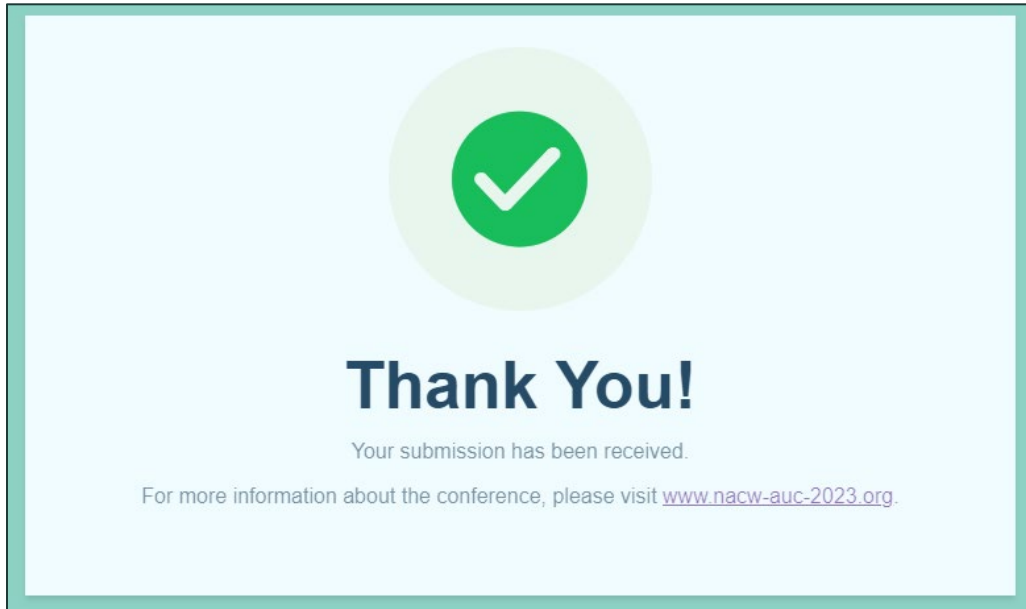 Thank You!
Your submission has been received.
For more information about the conference, please visit www.nacw-auc-2023.org.